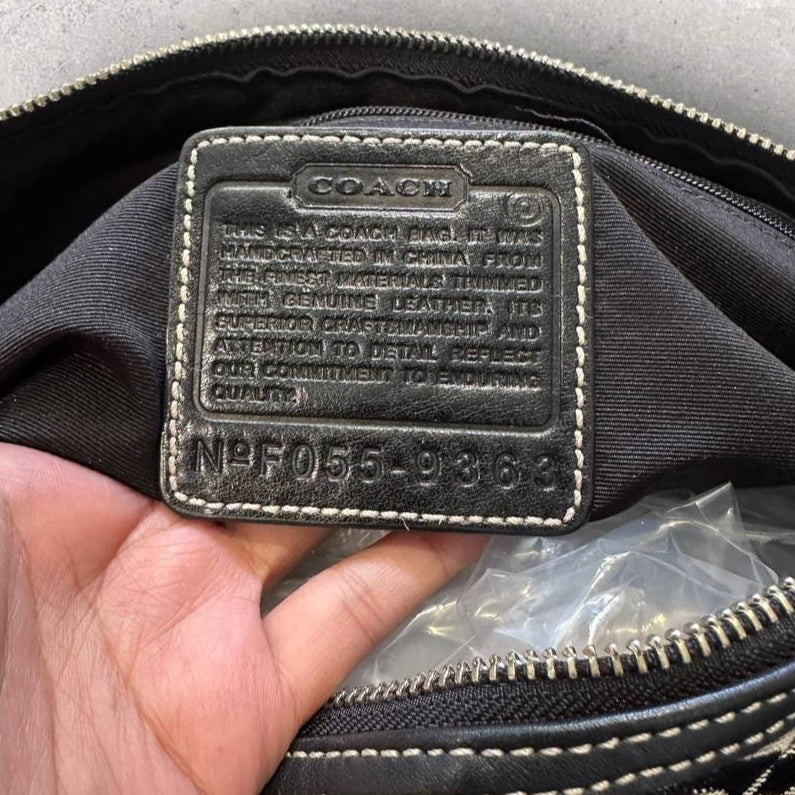 COACH
©
THIS IS A COACH BAG. IT WAS
HANDCRAFTED IN CHINA FROM
THE FINEST MATERIALS TRIMMED
WITH GENUINE LEATHER. ITS
SUPERIOR CRAFTSMANSHIP AND
ATTENTION TO DETAIL REFLECT
OUR COMMITMENT TO ENDURING
QUALITY.
NºF055-9363